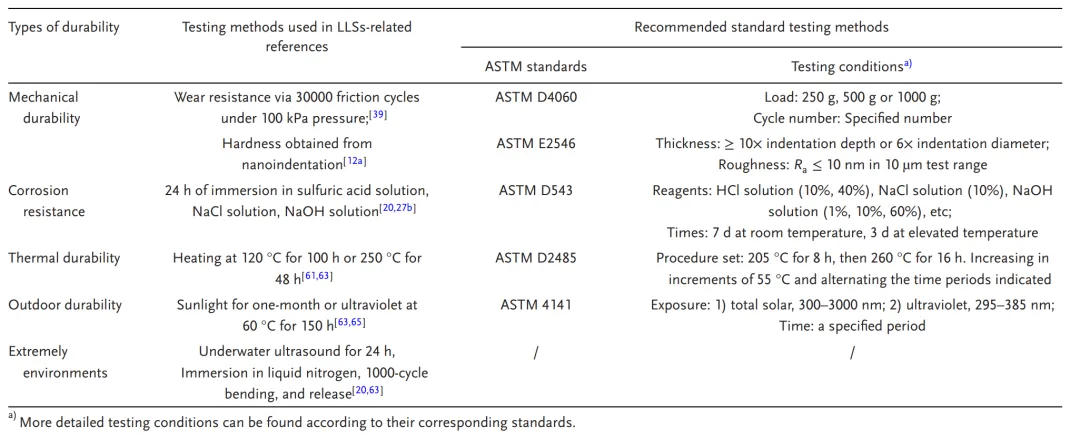 Types of durability
Testing methods used in LLSs-related
references
Recommended standard testing methods
ASTM standards
Testing conditionsa)
Mechanical
durability
Wear resistance via 30000 friction cycles
under 100 kPa pressure;[39]
ASTM D4060
Load: 250 g, 500 g or 1000 g;
Cycle number: Specified number
Hardness obtained from
nanoindentation[12a]
ASTM E2546
Thickness: ≥ 10× indentation depth or 6× indentation diameter;
Roughness: Ra ≤ 10 nm in 10 μm test range
Corrosion
resistance
24 h of immersion in sulfuric acid solution,
NaCl solution, NaOH solution[20,27b]
ASTM D543
Reagents: HCl solution (10%, 40%), NaCl solution (10%), NaOH
solution (1%, 10%, 60%), etc;
Times: 7 d at room temperature, 3 d at elevated temperature
Thermal durability
Heating at 120 °C for 100 h or 250 °C for
48 h[61,63]
ASTM D2485
Procedure set: 205 °C for 8 h, then 260 °C for 16 h. Increasing in
increments of 55 °C and alternating the time periods indicated
Outdoor durability
Sunlight for one-month or ultraviolet at
60 °C for 150 h[63,65]
ASTM 4141
Exposure: 1) total solar, 300–3000 nm; 2) ultraviolet, 295–385 nm;
Time: a specified period
Extremely
environments
Underwater ultrasound for 24 h,
Immersion in liquid nitrogen, 1000-cycle
bending, and release[20,63]
/
/
a) More detailed testing conditions can be found according to their corresponding standards.